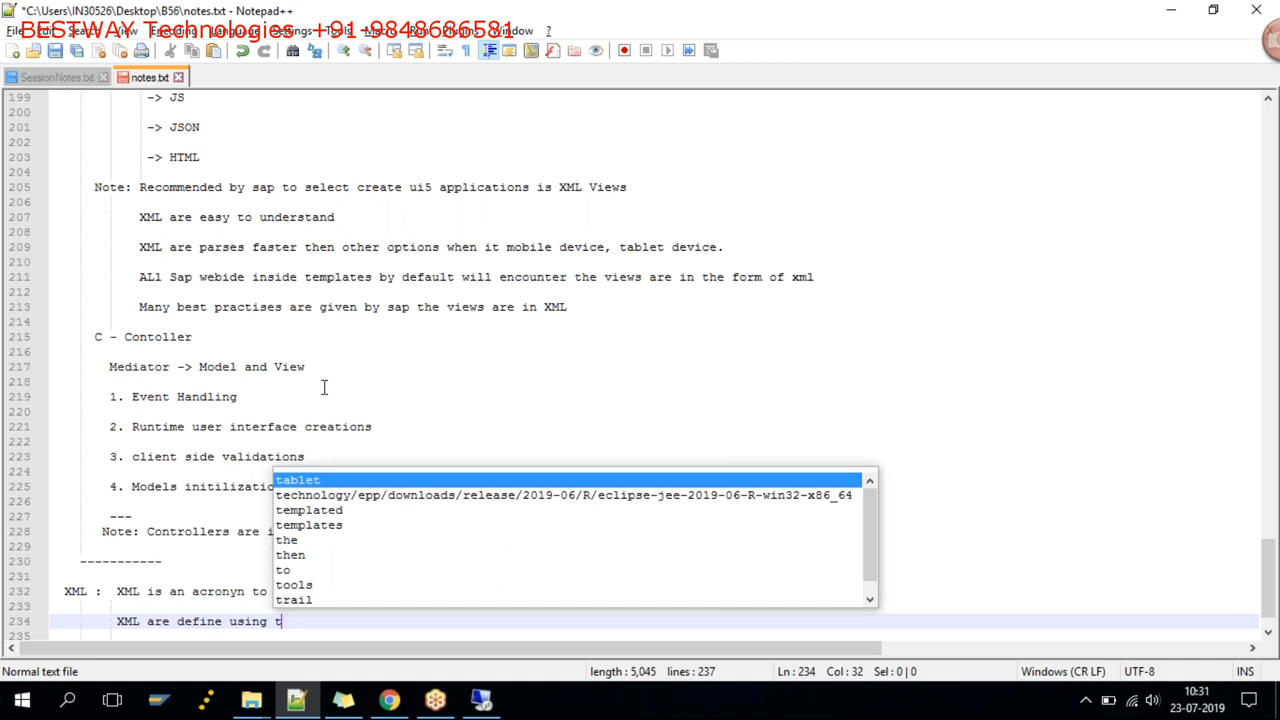 *C:\Users\IN30526\Desktop\B56\notes.txt - Notepad++
BESTWAY Technologies +91-9848686581
Window ?
SessionNotes.txt notes.txt
199 -> JS
200
201 -> JSON
202
203 -> HTML
204
205 Note: Recommended by sap to select create ui5 applications is XML Views
206
207 XML are easy to understand
208
209 XML are parses faster then other options when it mobile device, tablet device.
210
211 ALl Sap webide inside templates by default will encounter the views are in the form of xml
212
213 Many best practises are given by sap the views are in XML
214
215 C - Contoller
216
217 Mediator -> Model and View
218
219 1. Event Handling
220
221 2. Runtime user interface creations
222
223 3. client side validations
224
225 4. Models
226
227 ---
228 Note: Controllers are
229
230 -----------
231
232 XML : XML is an acronyn to
233
234 XML are define using t
235
tablet
technology/epp/downloads/release/2019-06/R/eclipse-jee-2019-06-R-win32-x86_64
templated
templates
the
then
to
tools
trail
Normal text file length : 5,045 lines : 237 Ln : 234 Col : 32 Sel : 0 | 0 Windows (CR LF) UTF-8 INS
10:31
23-07-2019